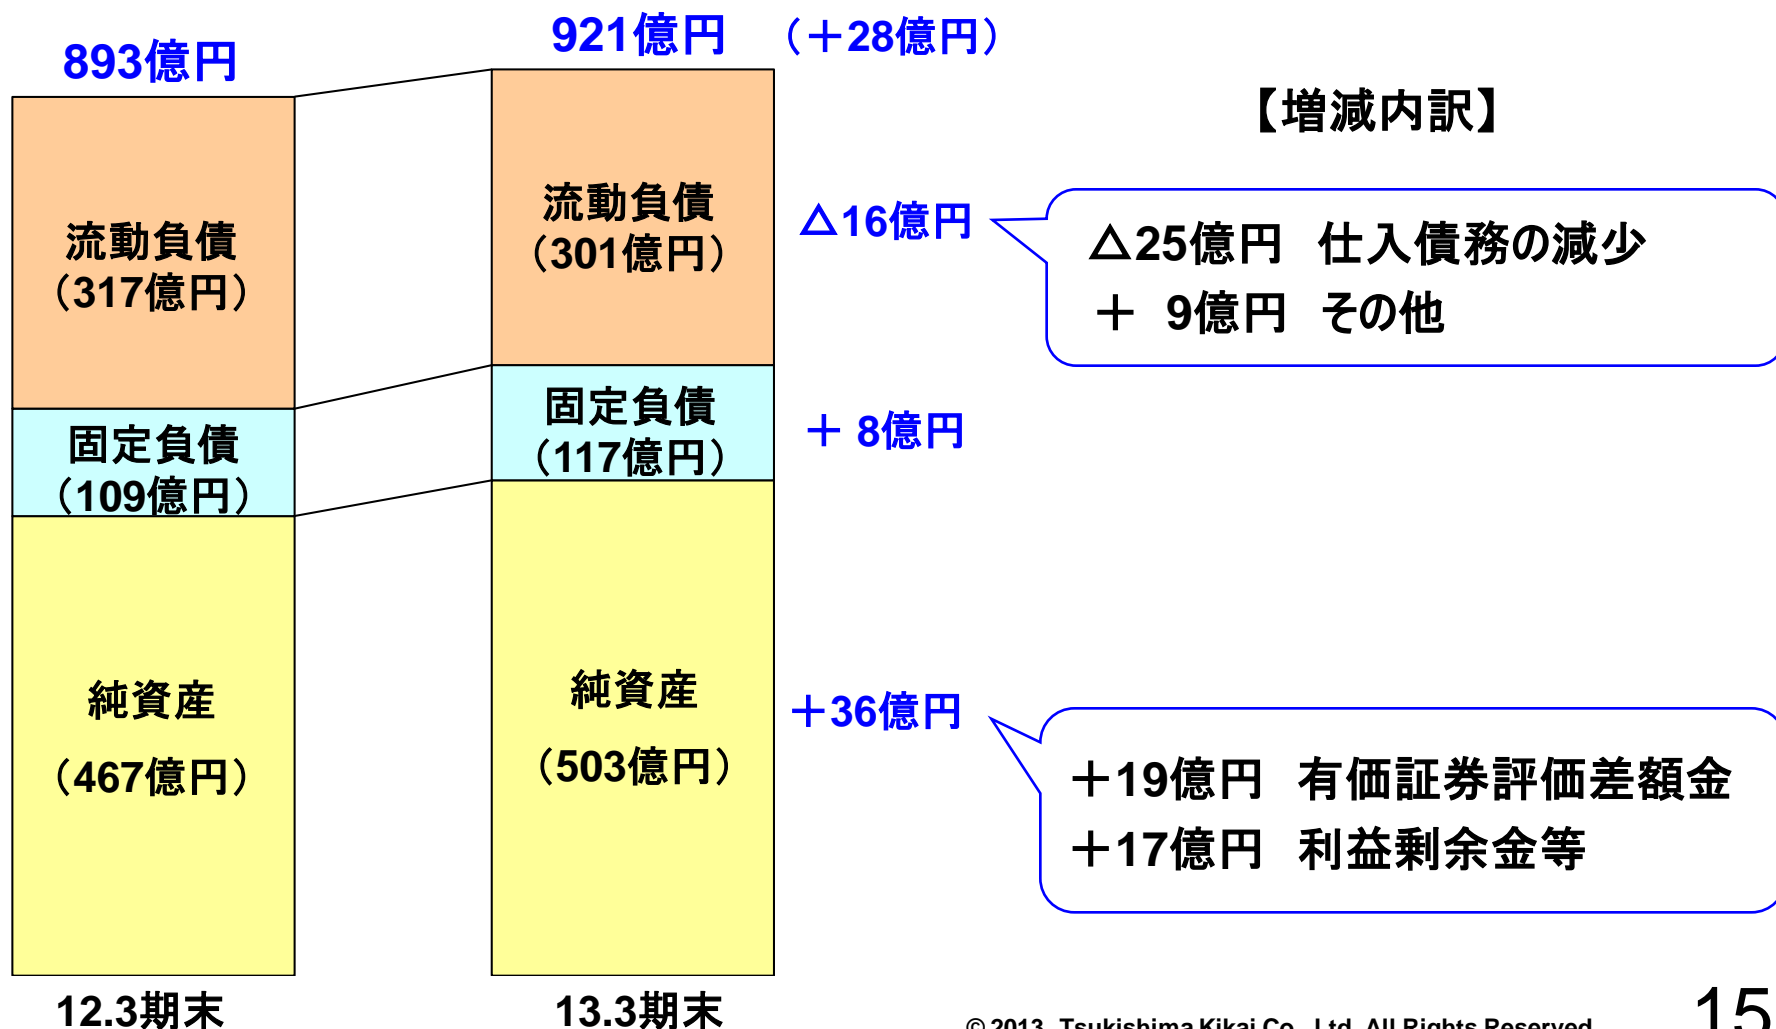 893億円
921億円 （＋28億円）
【増減内訳】
流動負債
（317億円）
流動負債
（301億円）
△16億円
△25億円 仕入債務の減少
＋ 9億円 その他
固定負債
（109億円）
固定負債
（117億円）
＋ 8億円
純資産
（467億円）
純資産
（503億円）
＋36億円
＋19億円 有価証券評価差額金
＋17億円 利益剰余金等
12.3期末
13.3期末
© 2013 Tsukishima Kikai Co., Ltd. All Rights Reserved
15